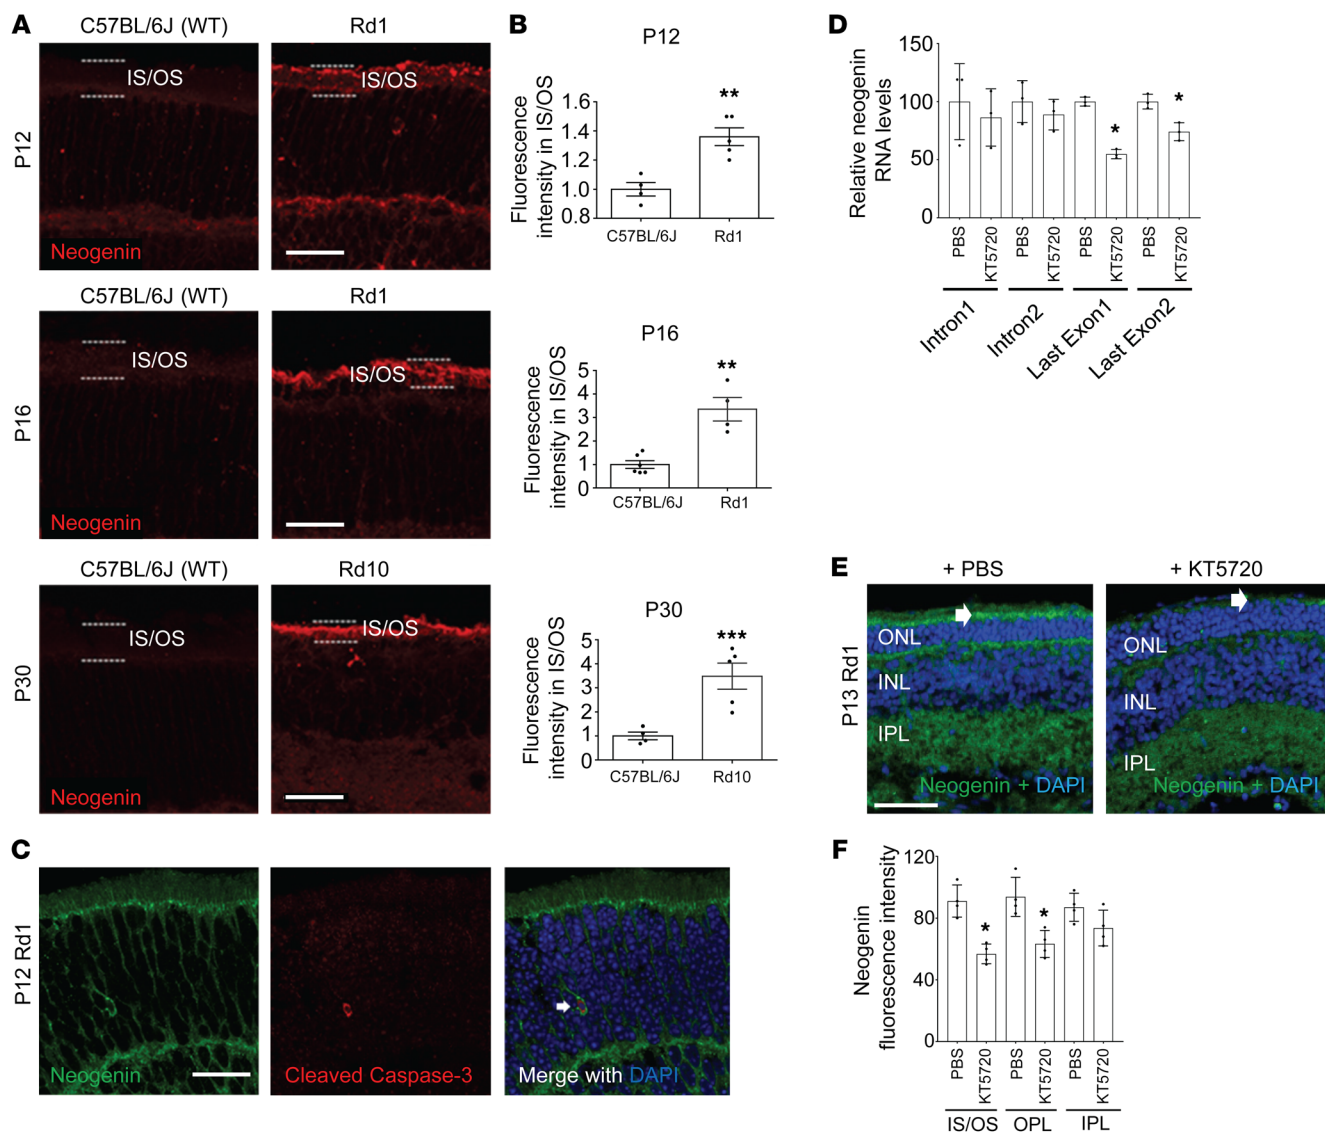 A
C57BL/6J (WT)
Rd1
P12
IS/OS
IS/OS
Neogenin
C57BL/6J (WT)
Rd1
P16
IS/OS
IS/OS
Neogenin
C57BL/6J (WT)
Rd10
P30
IS/OS
IS/OS
Neogenin
B
P12
Fluorescence
intensity in IS/OS
1.6
1.4
1.2
1.0
0.8
**
C57BL/6J
Rd1
P16
Fluorescence
intensity in IS/OS
5
4
3
2
1
0
**
C57BL/6J
Rd1
P30
Fluorescence
intensity in IS/OS
5
4
3
2
1
0
***
C57BL/6J
Rd10
C
P12 Rd1
Neogenin
Cleaved Caspase-3
Merge with DAPI
D
Relative neogenin
RNA levels
150
100
50
0
*
*
PBS
KT5720
PBS
KT5720
PBS
KT5720
PBS
KT5720
Intron1
Intron2
Last Exon1
Last Exon2
E
+ PBS
+ KT5720
P13 Rd1
ONL
INL
IPL
Neogenin + DAPI
ONL
INL
IPL
Neogenin + DAPI
F
Neogenin
fluorescence intensity
120
80
40
0
*
*
PBS
KT5720
PBS
KT5720
PBS
KT5720
IS/OS
OPL
IPL